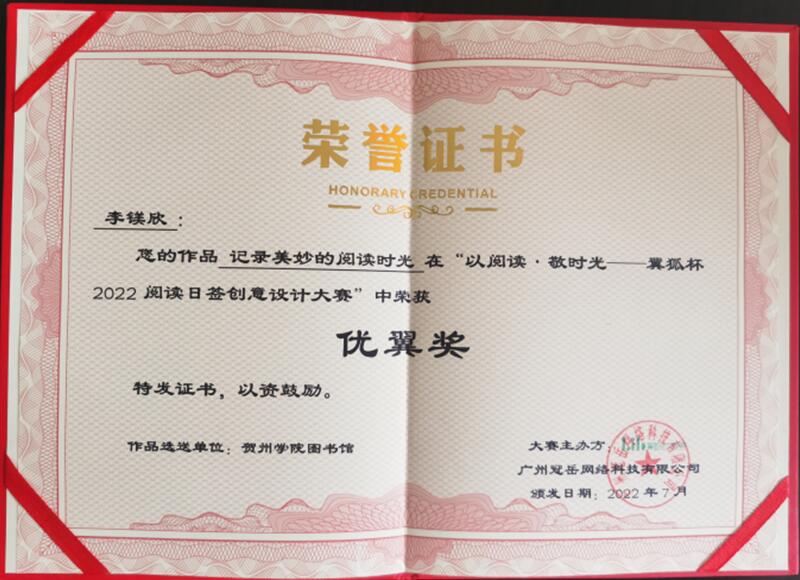 荣誉证书
HONORARY CREDENTIAL
李镁欣：
您的作品 记录美妙的阅读时光 在“以阅读·敬时光——翼狐杯
2022 阅读日签创意设计大赛”中荣获
优翼奖
特发证书，以资鼓励。
作品选送单位：贺州学院图书馆
大赛主办方：
广州冠岳网络科技有限公司
颁发日期：2022 年 7 月